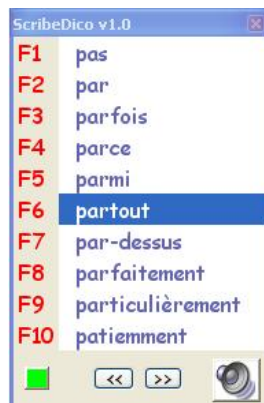 ScribeDico v1.0
F1 pas
F2 par
F3 parfois
F4 parce
F5 parmi
F6 partout
F7 par-dessus
F8 parfaitement
F9 particulièrement
F10 patiemment
<< >>